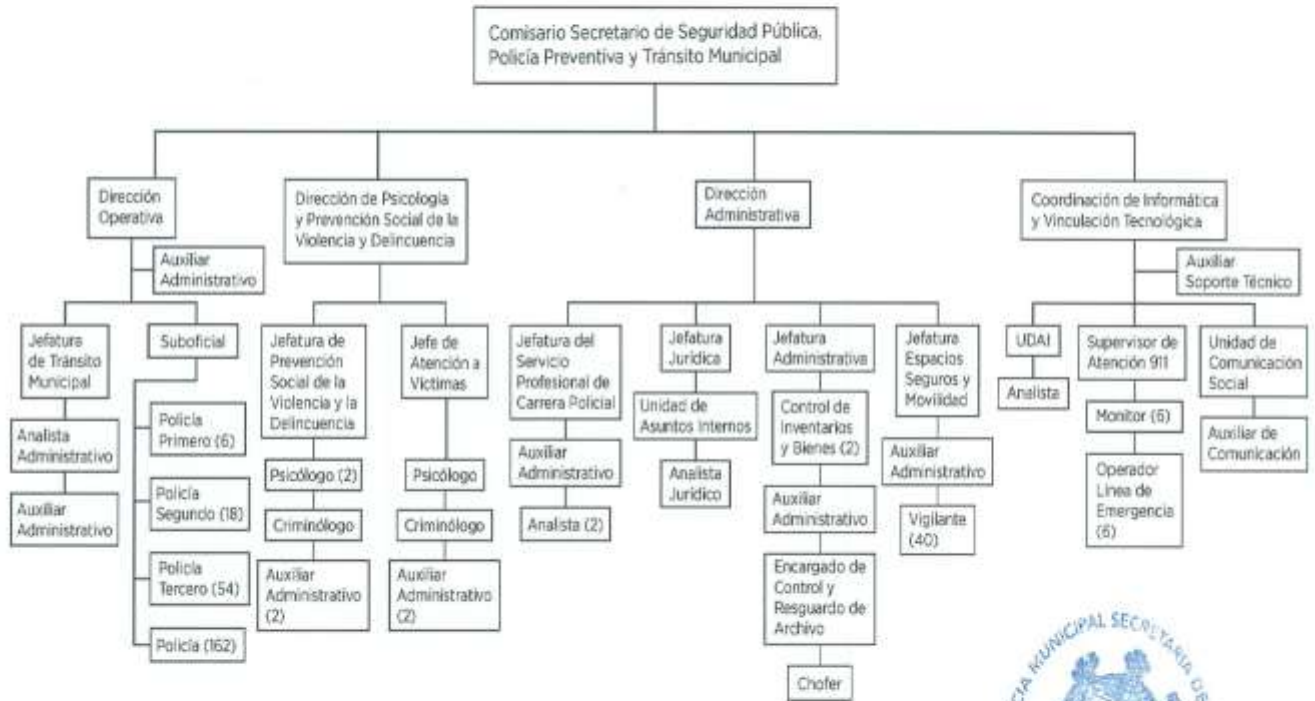 Comisario Secretario de Seguridad Pública,
Policía Preventiva y Tránsito Municipal
Dirección
Operativa
Dirección de Psicología
y Prevención Social de la
Violencia y Delincuencia
Dirección
Administrativa
Coordinación de Informática
y Vinculación Tecnológica
Auxiliar
Administrativo
Auxiliar
Soporte Técnico
Jefatura
de Tránsito
Municipal
Analista
Administrativo
Auxiliar
Administrativo
Suboficial
Policía
Primero (6)
Policía
Segundo (18)
Policía
Tercero (54)
Policía (162)
Jefatura de
Prevención
Social de la
Violencia y la
Delincuencia
Psicólogo (2)
Criminólogo
Auxiliar
Administrativo
(2)
Jefe de
Atención a
Víctimas
Psicólogo
Criminólogo
Auxiliar
Administrativo
(2)
Jefatura del
Servicio
Profesional de
Carrera Policial
Auxiliar
Administrativo
Analista (2)
Jefatura
Jurídica
Unidad de
Asuntos Internos
Analista
Jurídico
Jefatura
Administrativa
Control de
Inventarios
y Bienes (2)
Auxiliar
Administrativo
Encargado de
Control y
Resguardo de
Archivo
Chofer
Jefatura
Espacios
Seguros y
Movilidad
Auxiliar
Administrativo
Vigilante
(40)
UDAI
Analista
Supervisor de
Atención 911
Monitor (6)
Operador
Línea de
Emergencia
(6)
Unidad de
Comunicación
Social
Auxiliar de
Comunicación
MUNICIPAL SECRETARÍA DE